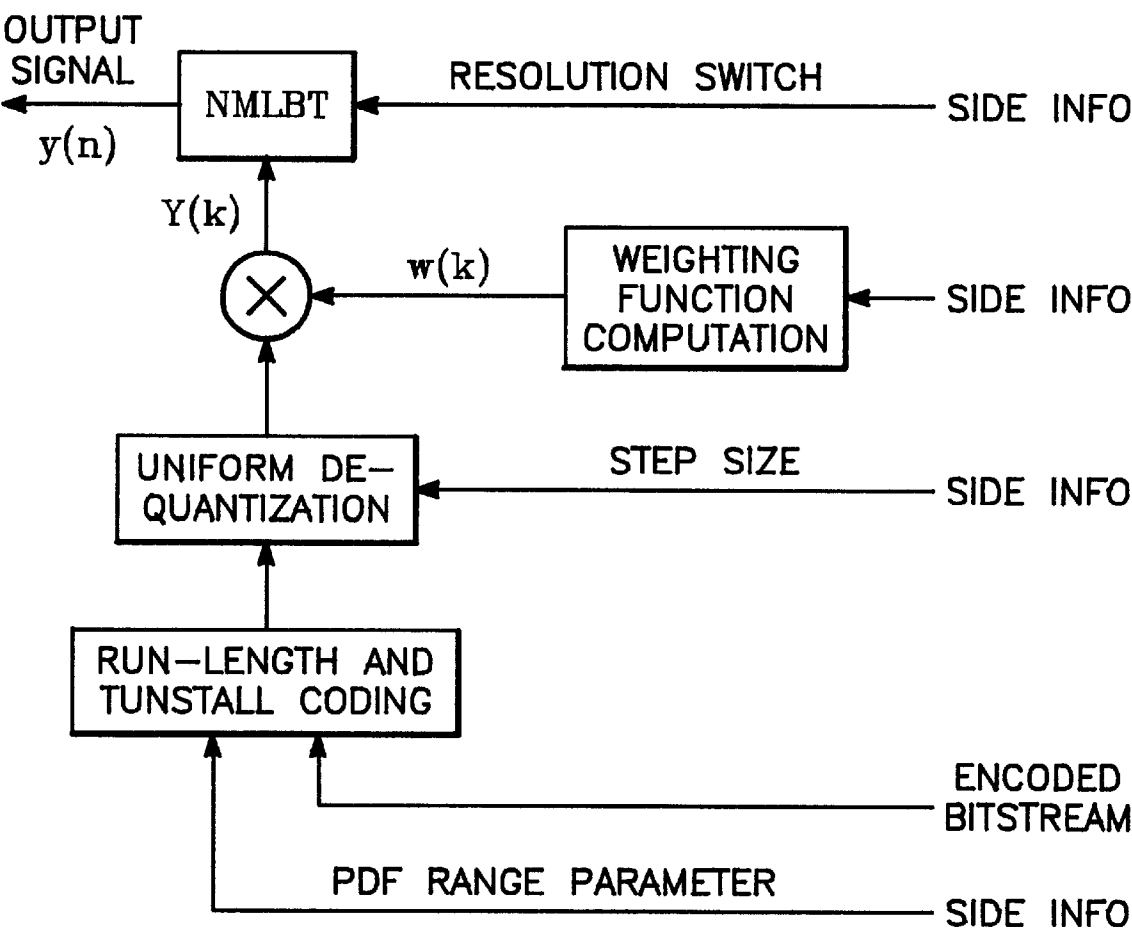 OUTPUT
SIGNAL
y(n)
NMLBT
RESOLUTION SWITCH
SIDE INFO
Y(k)
w(k)
WEIGHTING
FUNCTION
COMPUTATION
SIDE INFO
UNIFORM DE-
QUANTIZATION
STEP SIZE
SIDE INFO
RUN-LENGTH AND
TUNSTALL CODING
ENCODED
BITSTREAM
PDF RANGE PARAMETER
SIDE INFO